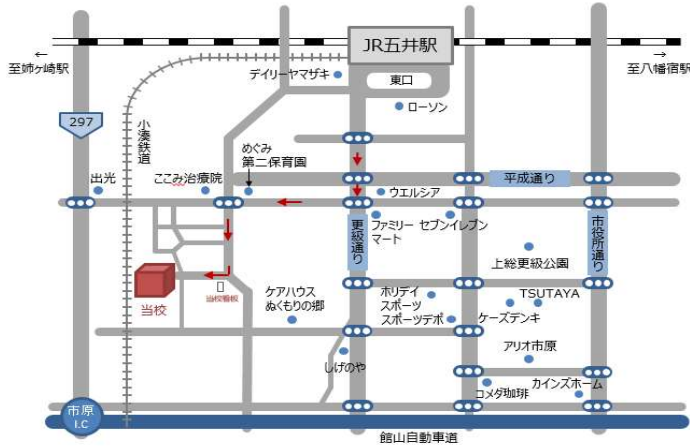 JR五井駅
東口
←
至姉ヶ崎駅
→
至八幡宿駅
デイリーヤマザキ
ローソン
297
小湊鉄道
めぐみ
第二保育園
出光
ここみ治療院
ウエルシア
平成通り
更級通り
ファミリー
マート
セブンイレブン
市役所通り
上総更級公園
当校
当校看板
ケアハウス
ぬくもりの郷
ホリデイ
スポーツ
スポーツデポ
TSUTAYA
ケーズデンキ
しげのや
アリオ市原
コメダ珈琲
カインズホーム
市原
I.C
館山自動車道